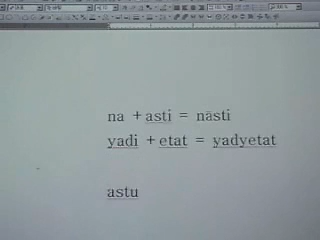 na + asti = nāsti
yadi + etat = yadyetat
astu